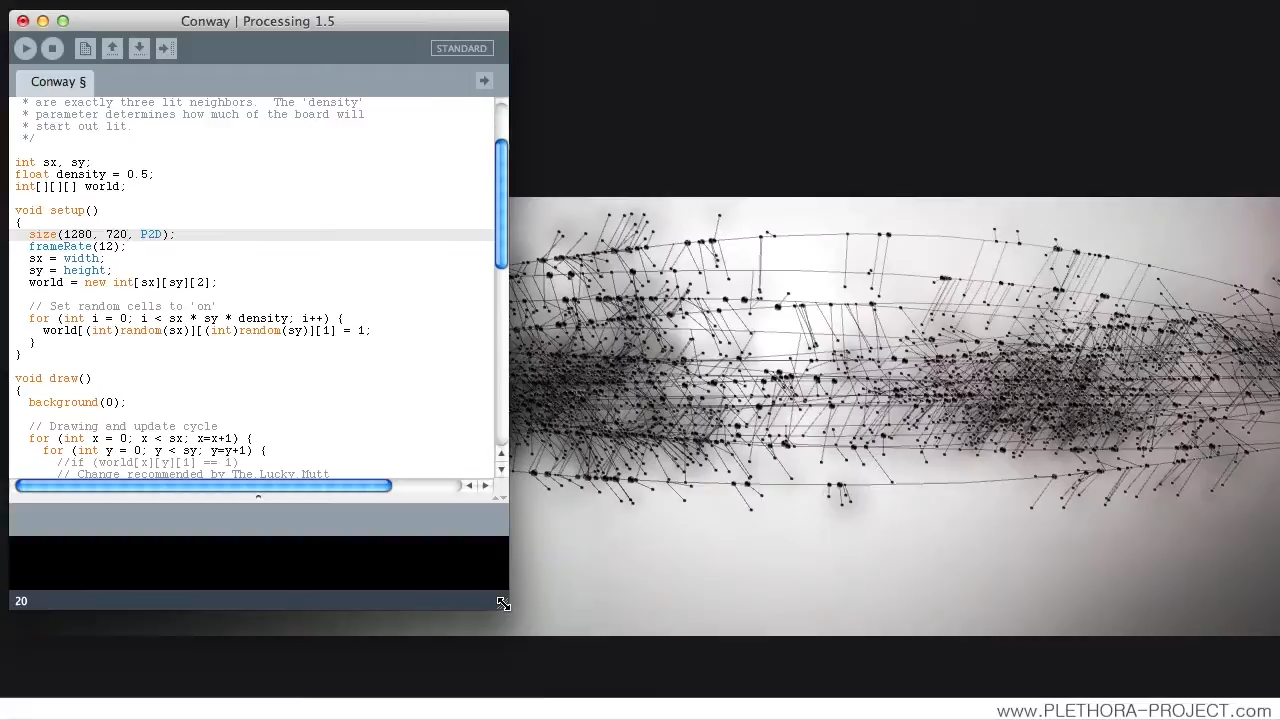 Conway | Processing 1.5
STANDARD
Conway §
* are exactly three lit neighbors.  The 'density'
* parameter determines how much of the board will
* start out lit.
*/
int sx, sy;
float density = 0.5;
int[][][] world;
void setup()
{
size(1280, 720, P2D);
frameRate(12);
sx = width;
sy = height;
world = new int[sx][sy][2];
// Set random cells to 'on'
for (int i = 0; i < sx * sy * density; i++) {
world[(int)random(sx)][(int)random(sy)][1] = 1;
}
}
void draw()
{
background(0);
// Drawing and update cycle
for (int x = 0; x < sx; x=x+1) {
for (int y = 0; y < sy; y=y+1) {
//if (world[x][y][1] == 1)
// Change recommended by The.Lucky.Mutt
20
www.PLETHORA-PROJECT.com